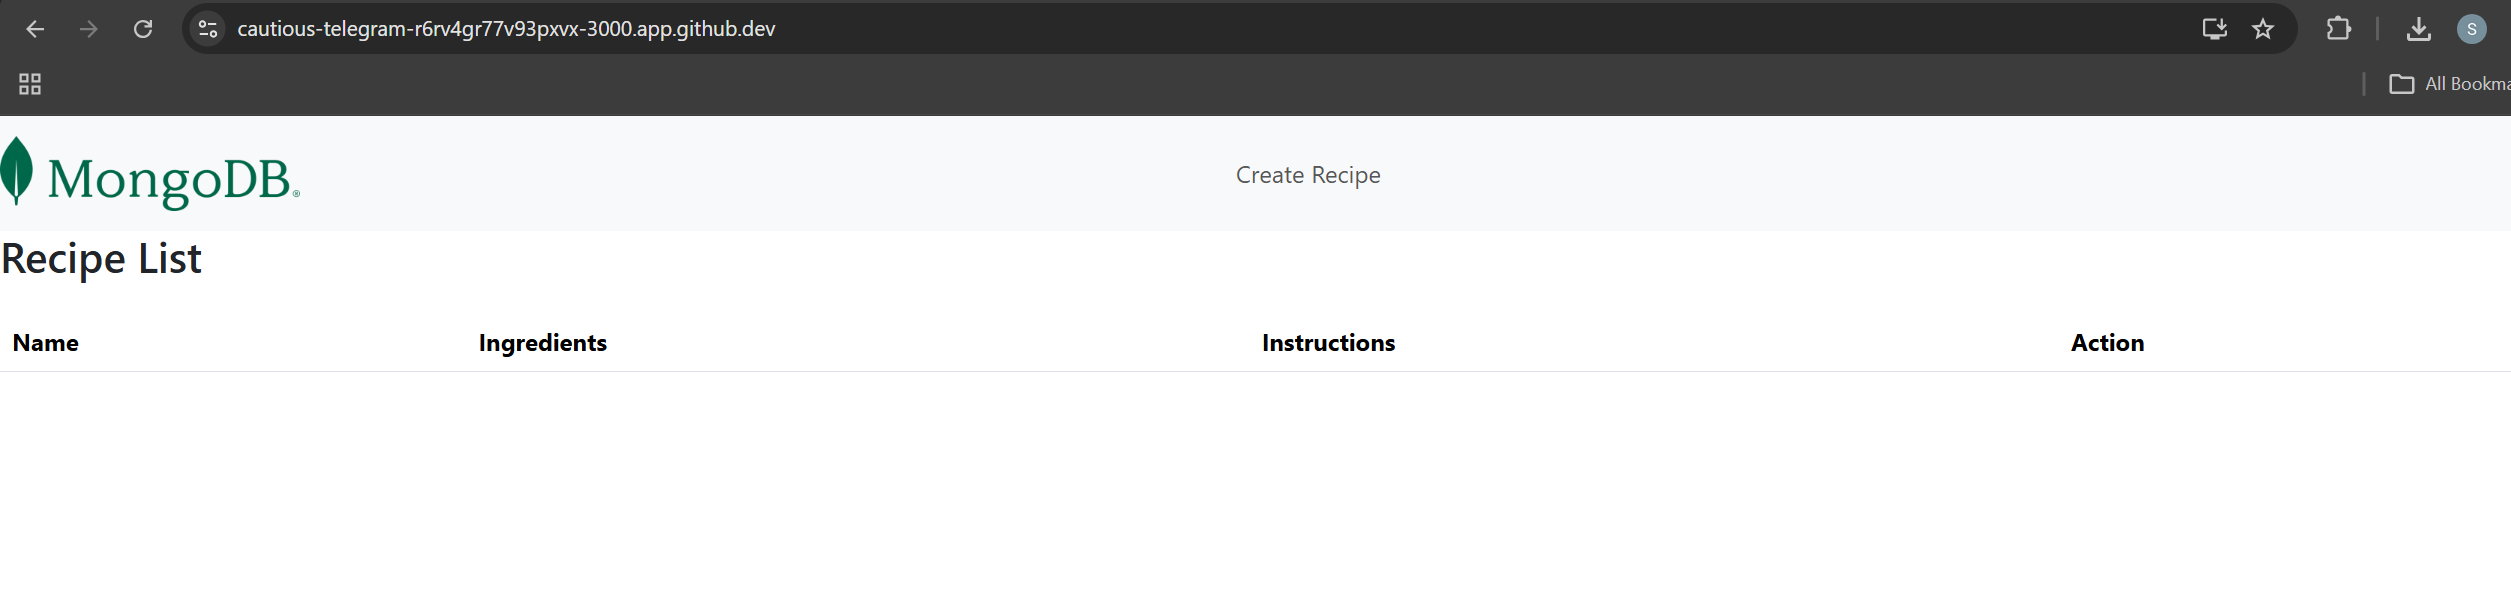 cautious-telegram-r6rv4gr77v93pxvx-3000.app.github.dev
S
All Bookma
MongoDB®
Create Recipe
Recipe List
Name Ingredients Instructions Action